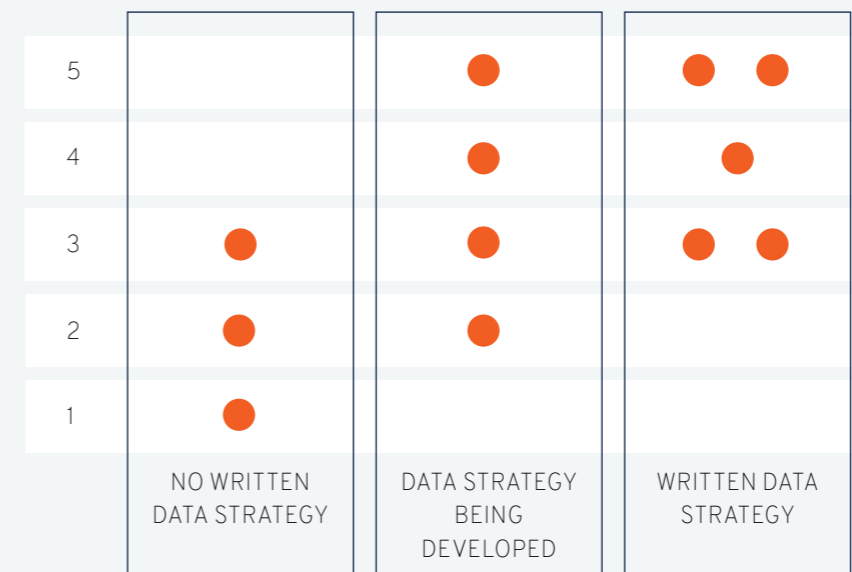 5
4
3
2
1
NO WRITTEN
DATA STRATEGY
DATA STRATEGY
BEING
DEVELOPED
WRITTEN DATA
STRATEGY